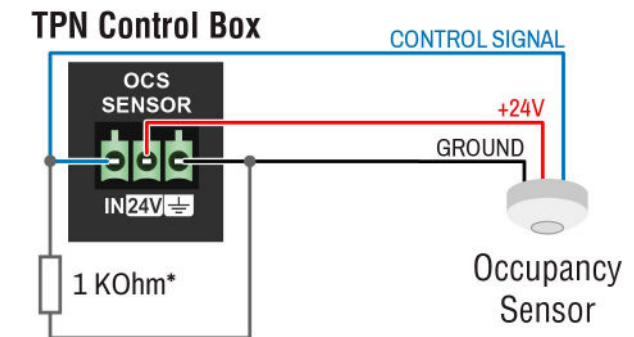 TPN Control Box
CONTROL SIGNAL
OCS
SENSOR
+24V
GROUND
IN 24V
1 KOhm*
Occupancy
Sensor